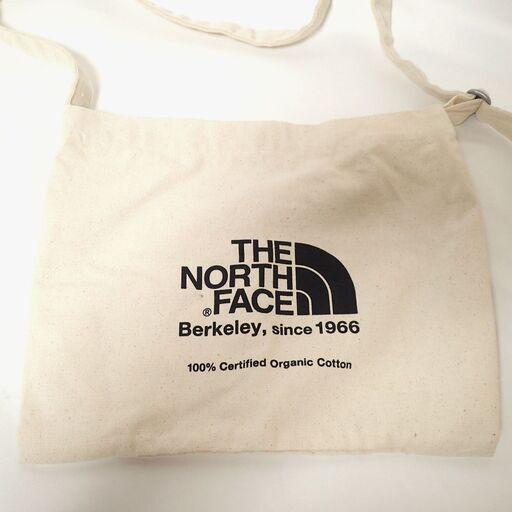 THE
NORTH
® FACE
Berkeley, since 1966
100% Certified Organic Cotton